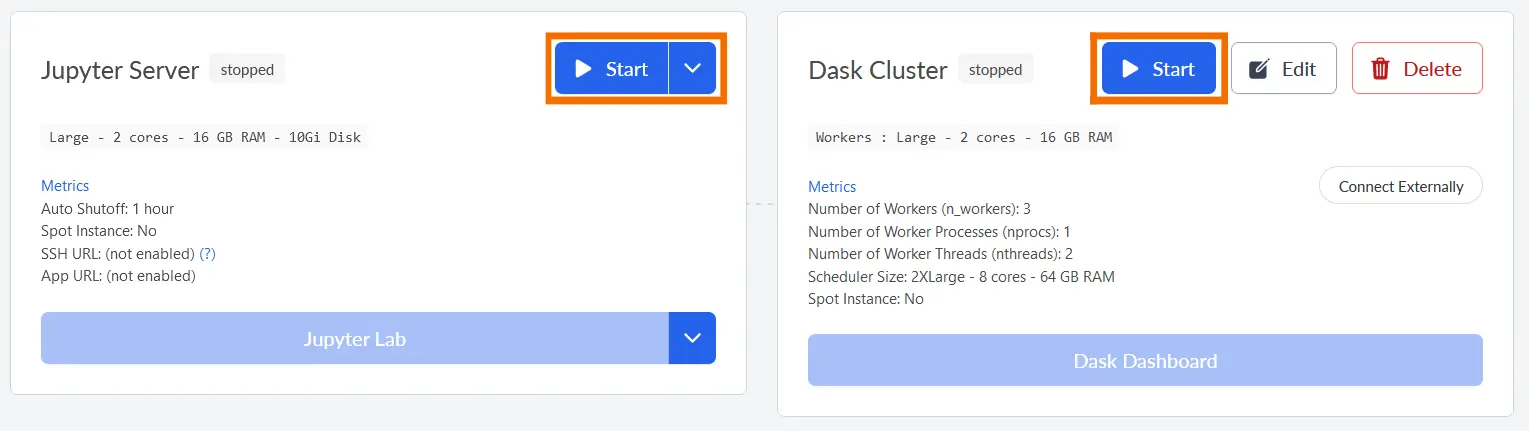 Jupyter Server stopped Start
Large - 2 cores - 16 GB RAM - 10Gi Disk
Metrics
Auto Shutoff: 1 hour
Spot Instance: No
SSH URL: (not enabled) (?)
App URL: (not enabled)
Jupyter Lab
Dask Cluster stopped Start Edit Delete
Workers : Large - 2 cores - 16 GB RAM
Metrics
Connect Externally
Number of Workers (n_workers): 3
Number of Worker Processes (nprocs): 1
Number of Worker Threads (nthreads): 2
Scheduler Size: 2XLarge - 8 cores - 64 GB RAM
Spot Instance: No
Dask Dashboard